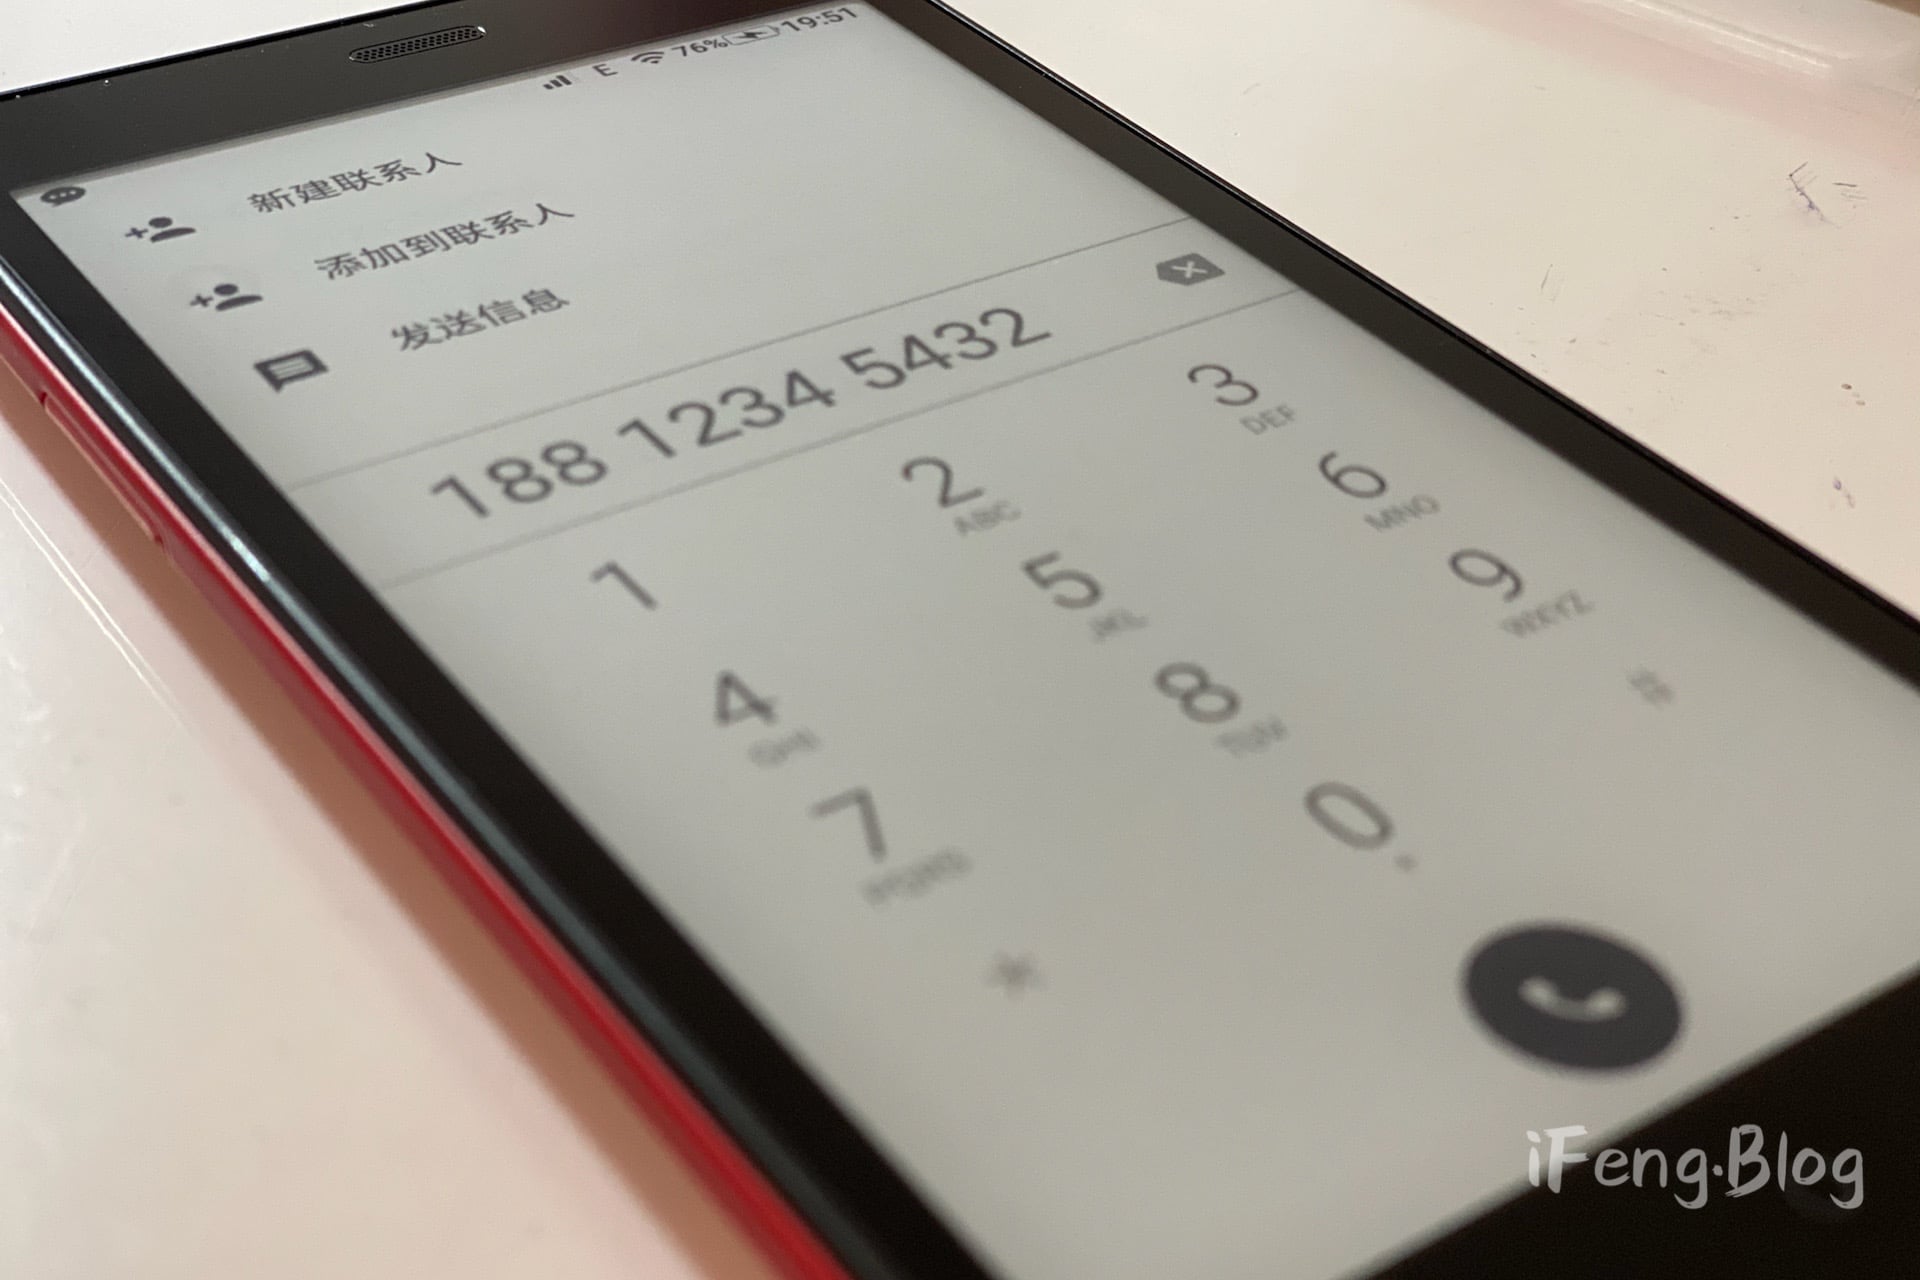 E 76% 19:51
新建联系人
添加到联系人
发送信息
188 1234 5432
1 2 3
ABC DEF
4 5 6
GHI JKL MNO
7 8 9
PQRS TUV WXYZ
* 0 #
+
iFeng.Blog